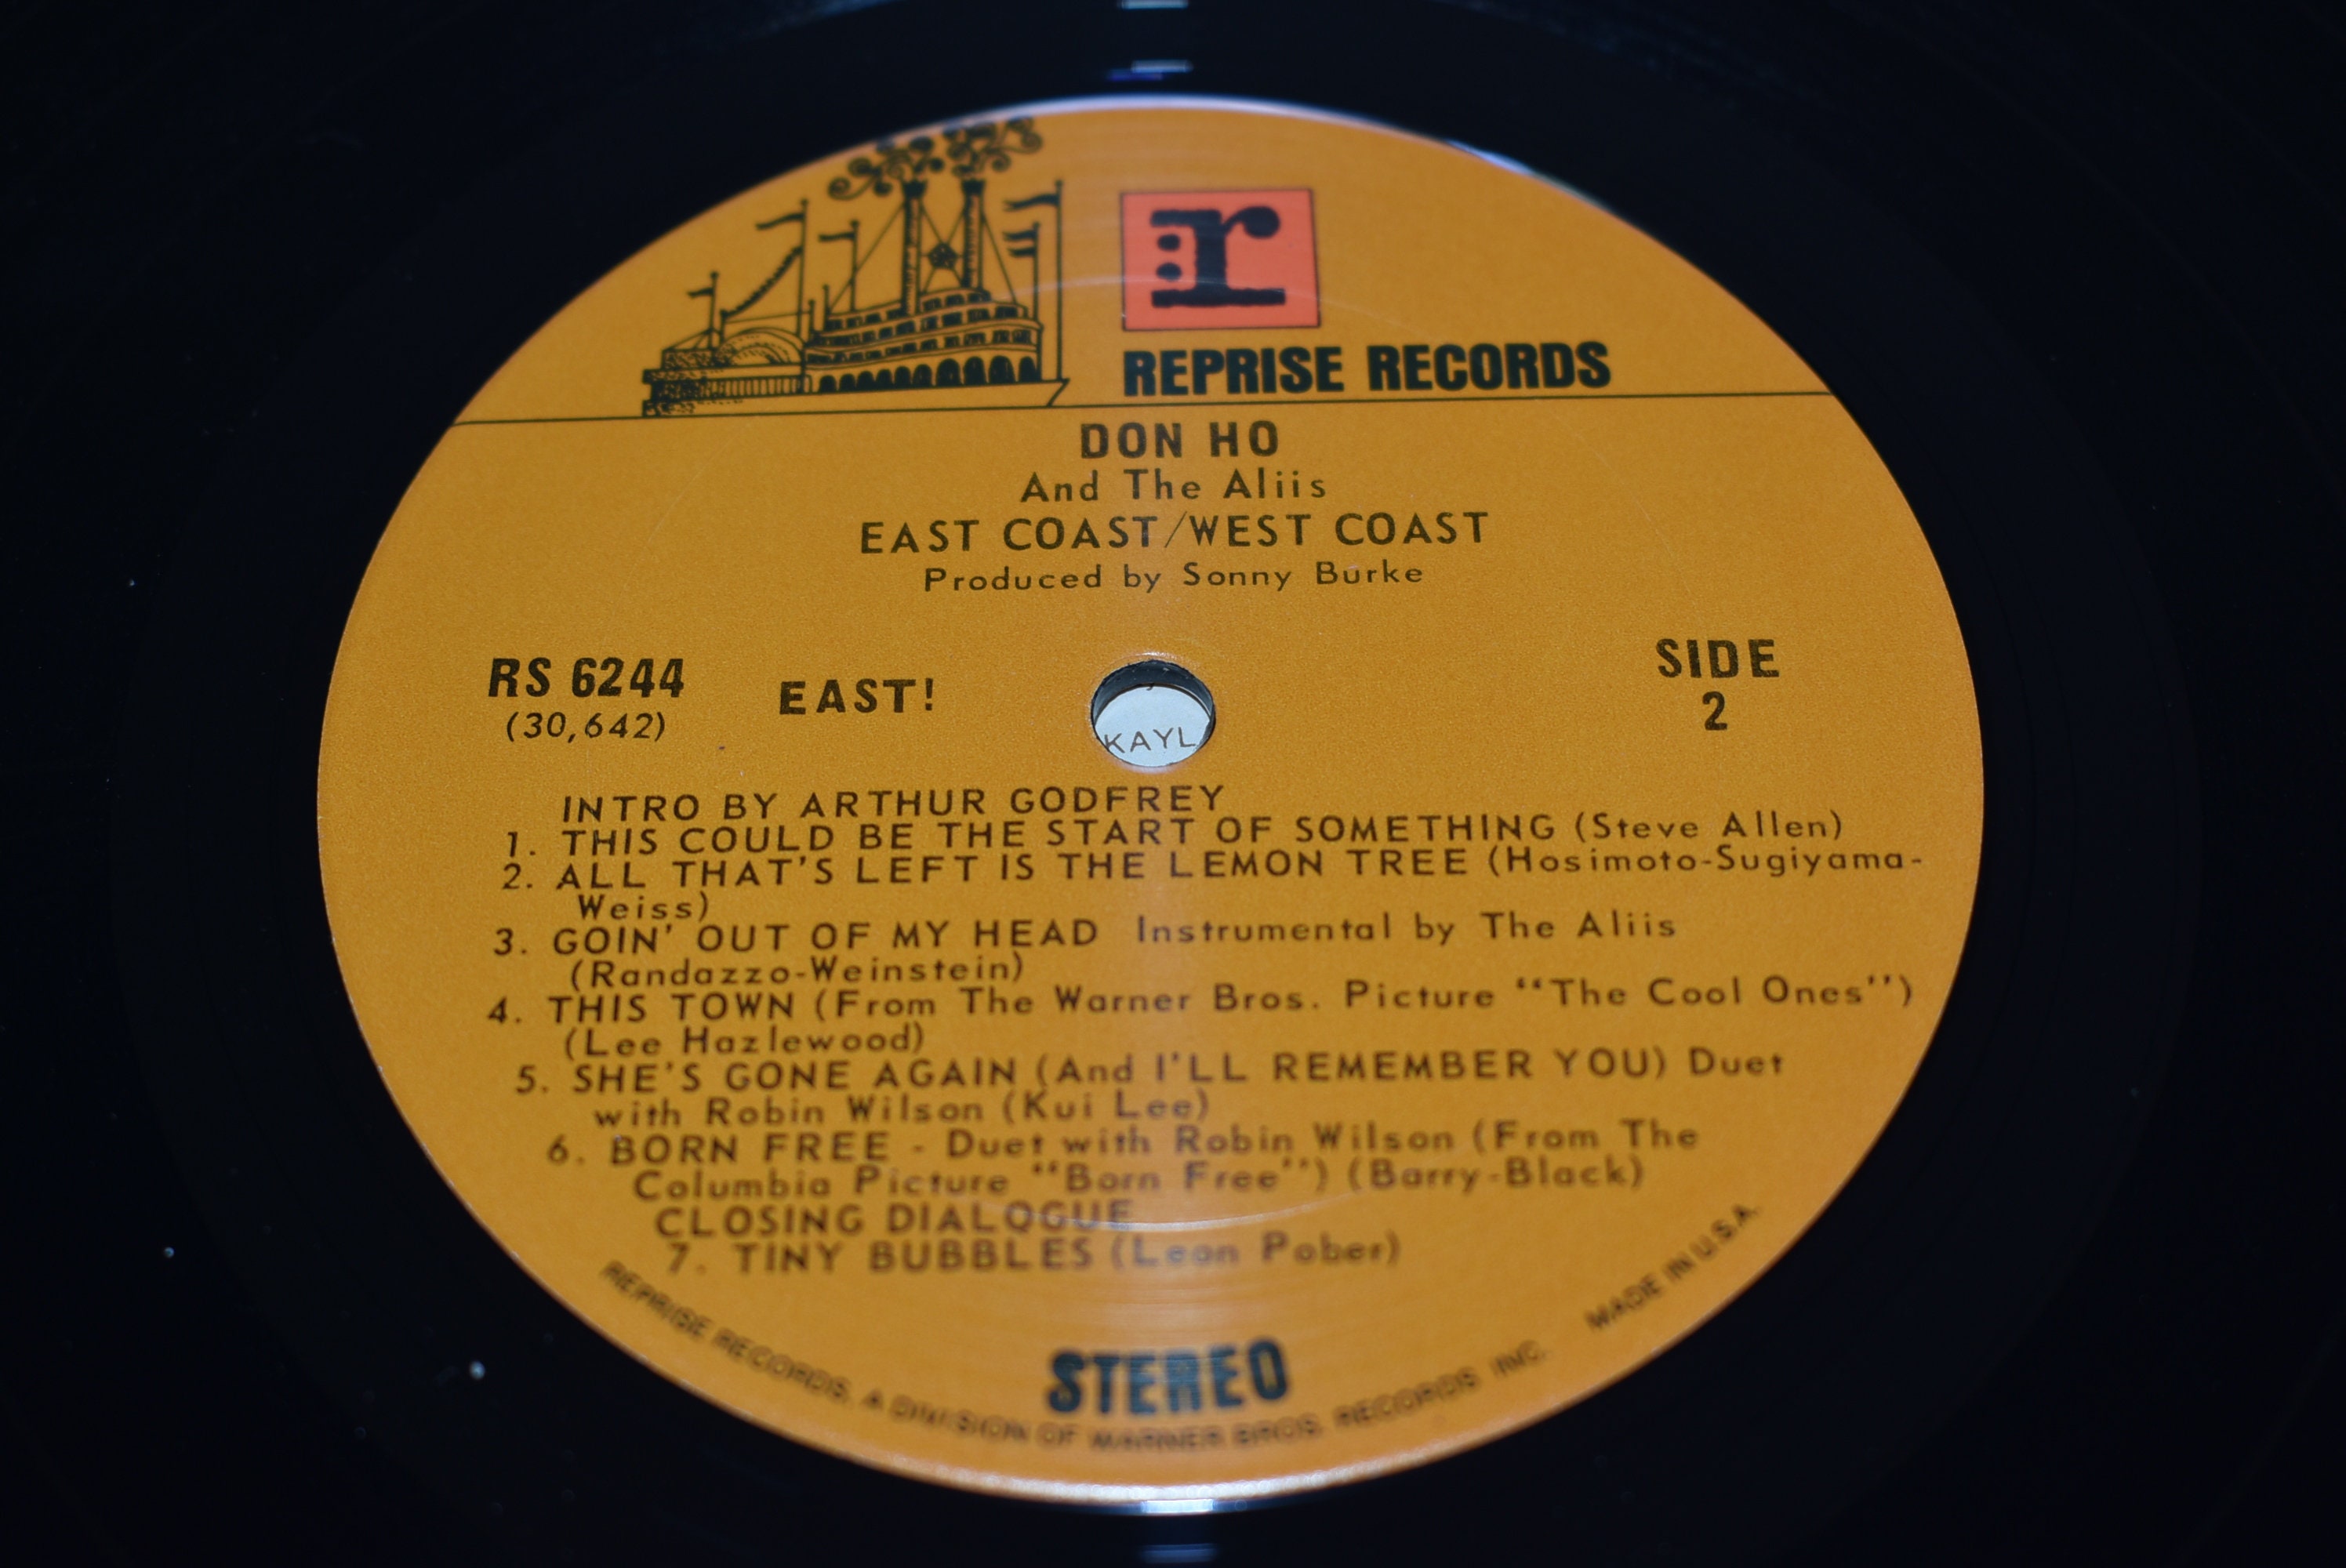 r
REPRISE RECORDS
DON HO
And The Aliis
EAST COAST/WEST COAST
Produced by Sonny Burke
RS 6244
(30,642)
EAST!
SIDE
2
KAYL
INTRO BY ARTHUR GODFREY
1. THIS COULD BE THE START OF SOMETHING (Steve Allen)
2. ALL THAT'S LEFT IS THE LEMON TREE (Hosimoto-Sugiyama-
Weiss)
3. GOIN' OUT OF MY HEAD Instrumental by The Aliis
(Randazzo-Weinstein)
4. THIS TOWN (From The Warner Bros. Picture "The Cool Ones")
(Lee Hazlewood)
5. SHE'S GONE AGAIN (And I'LL REMEMBER YOU) Duet
with Robin Wilson (Kui Lee)
6. BORN FREE - Duet with Robin Wilson (From The
Columbia Picture "Born Free") (Barry-Black)
CLOSING DIALOGUE
7. TINY BUBBLES (Leon Pober)
STEREO
REPRISE RECORDS, A DIVISION OF WARNER BROS. RECORDS INC. MADE IN U.S.A.